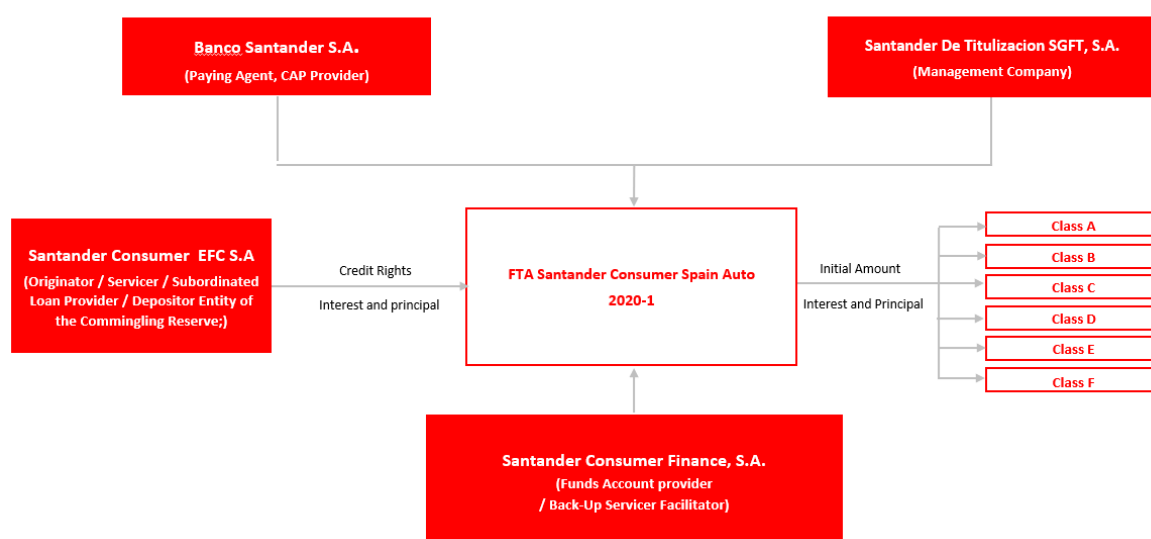 Banco Santander S.A.
(Paying Agent, CAP Provider)
Santander De Titulizacion SGFT, S.A.
(Management Company)
Santander Consumer EFC S.A
(Originator / Servicer / Subordinated
Loan Provider / Depositor Entity of
the Commingling Reserve;)
Credit Rights
Interest and principal
FTA Santander Consumer Spain Auto
2020-1
Initial Amount
Interest and Principal
Class A
Class B
Class C
Class D
Class E
Class F
Santander Consumer Finance, S.A.
(Funds Account provider
/ Back-Up Servicer Facilitator)